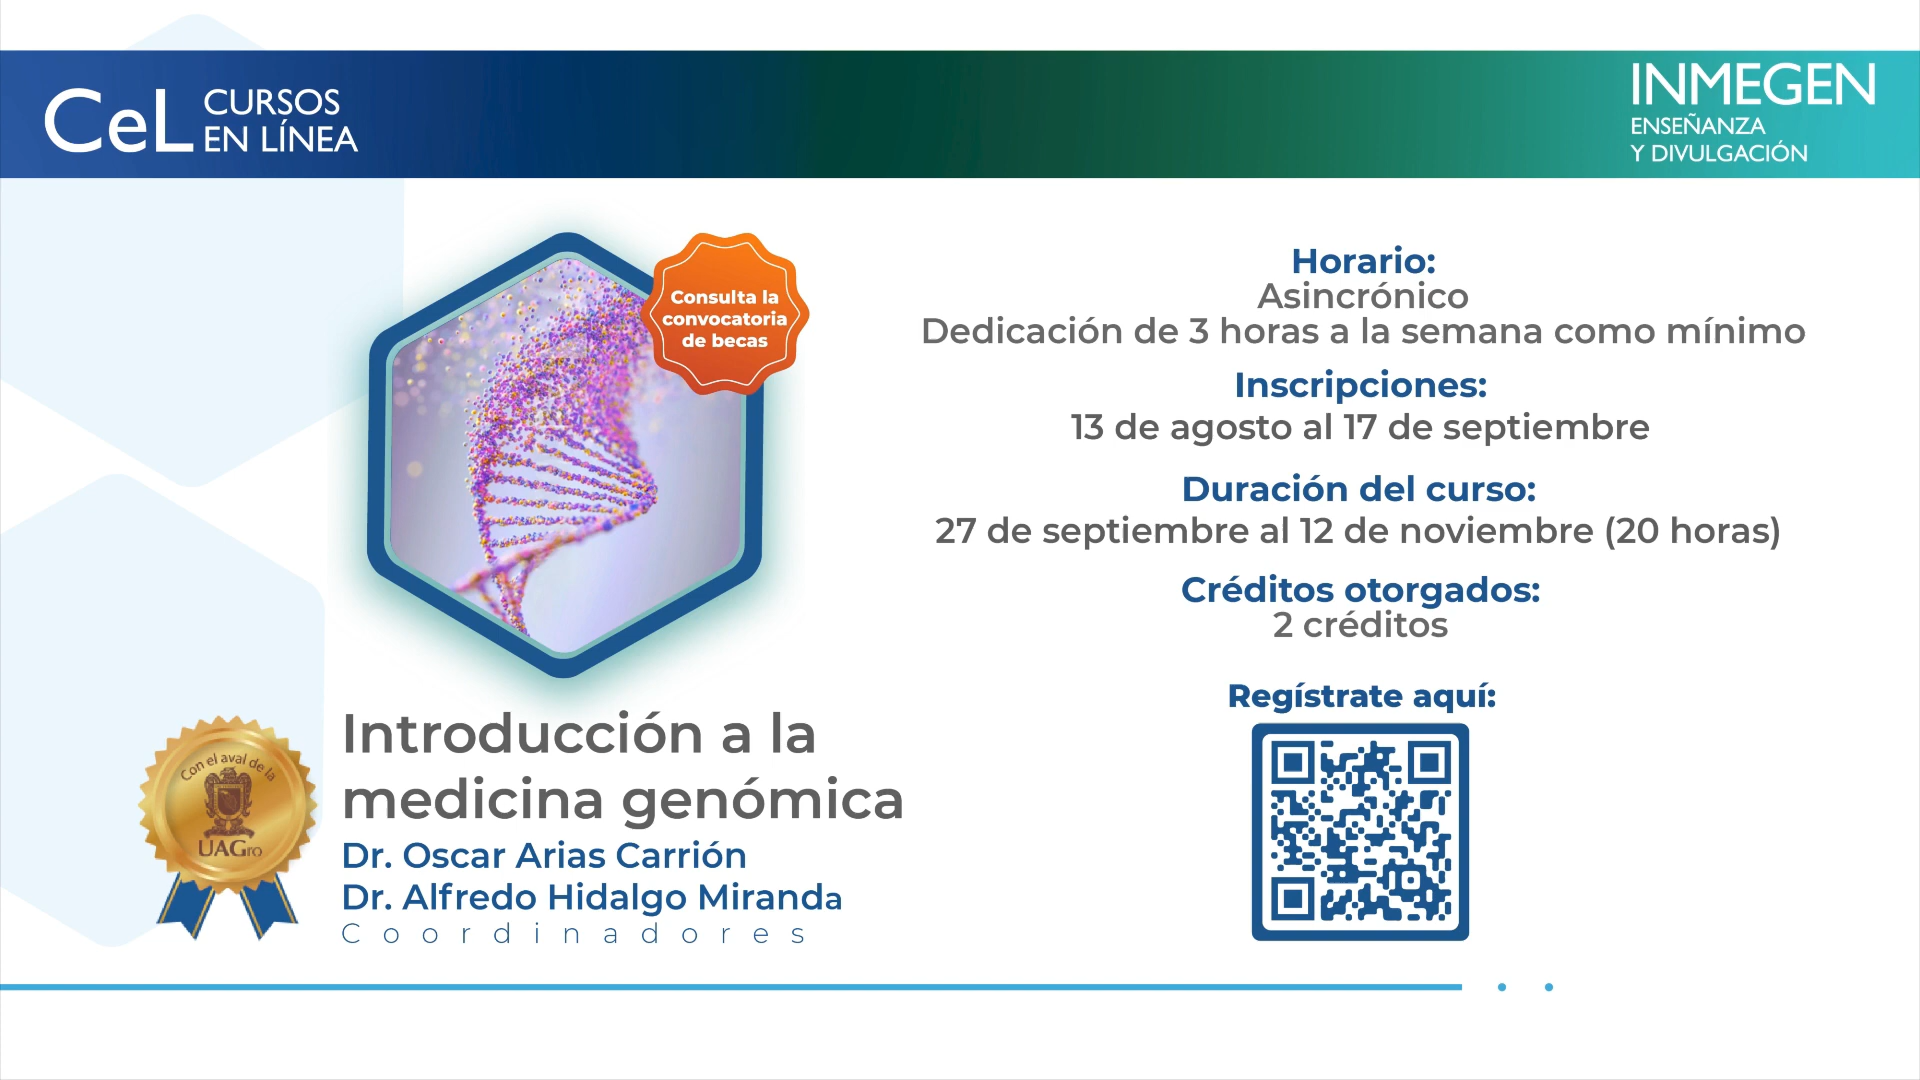 CeL CURSOS
EN LÍNEA
INMEGEN
ENSEÑANZA
Y DIVULGACIÓN
Consulta la
convocatoria
de becas
Con el aval de la
UAGro
Introducción a la
medicina genómica
Dr. Oscar Arias Carrión
Dr. Alfredo Hidalgo Miranda
Coordinadores
Horario:
Asincrónico
Dedicación de 3 horas a la semana como mínimo
Inscripciones:
13 de agosto al 17 de septiembre
Duración del curso:
27 de septiembre al 12 de noviembre (20 horas)
Créditos otorgados:
2 créditos
Regístrate aquí: